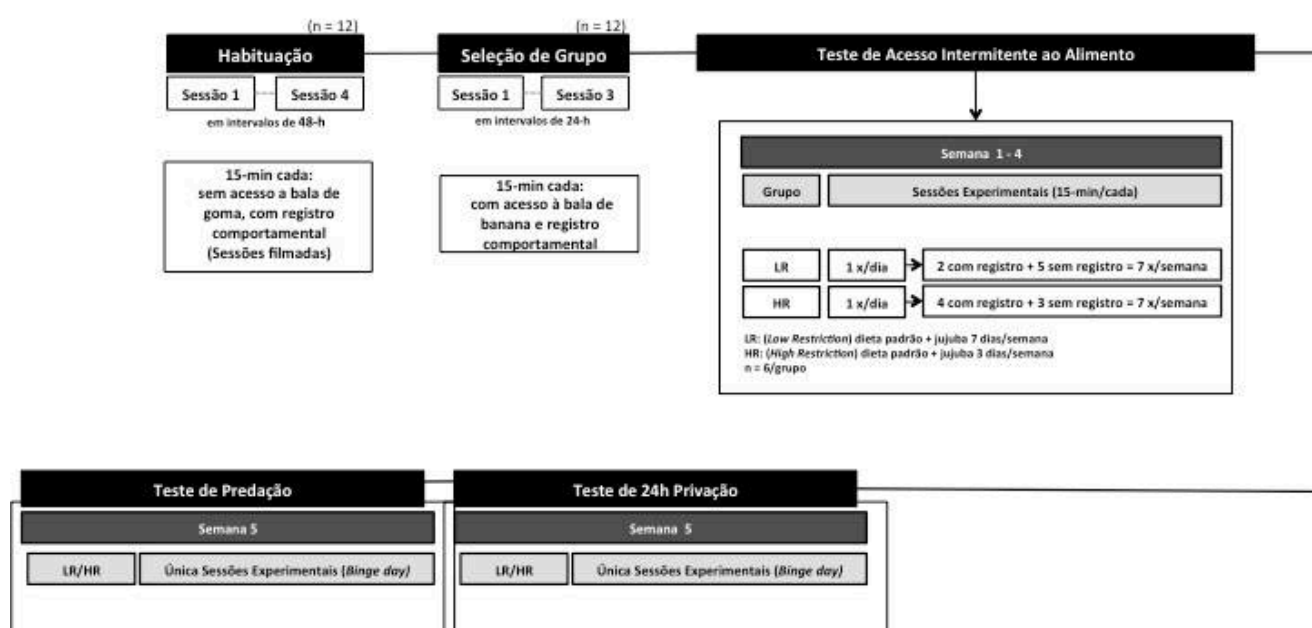 (n = 12)
Habituação
Sessão 1
Sessão 4
em intervalos de 48-h
15-min cada:
sem acesso a bala de
goma, com registro
comportamental
(Sessões filmadas)
(n = 12)
Seleção de Grupo
Sessão 1
Sessão 3
em intervalos de 24-h
15-min cada:
com acesso à bala de
banana e registro
comportamental
Teste de Acesso Intermitente ao Alimento
Semana 1 - 4
Grupo
Sessões Experimentais (15-min/cada)
LR
1 x/dia
2 com registro + 5 sem registro = 7 x/semana
HR
1 x/dia
4 com registro + 3 sem registro = 7 x/semana
LR: (Low Restriction) dieta padrão + jujuba 7 dias/semana
HR: (High Restriction) dieta padrão + jujuba 3 dias/semana
n = 6/grupo
Teste de Predação
Semana 5
LR/HR
Única Sessões Experimentais (Binge day)
Teste de 24h Privação
Semana 5
LR/HR
Única Sessões Experimentais (Binge day)